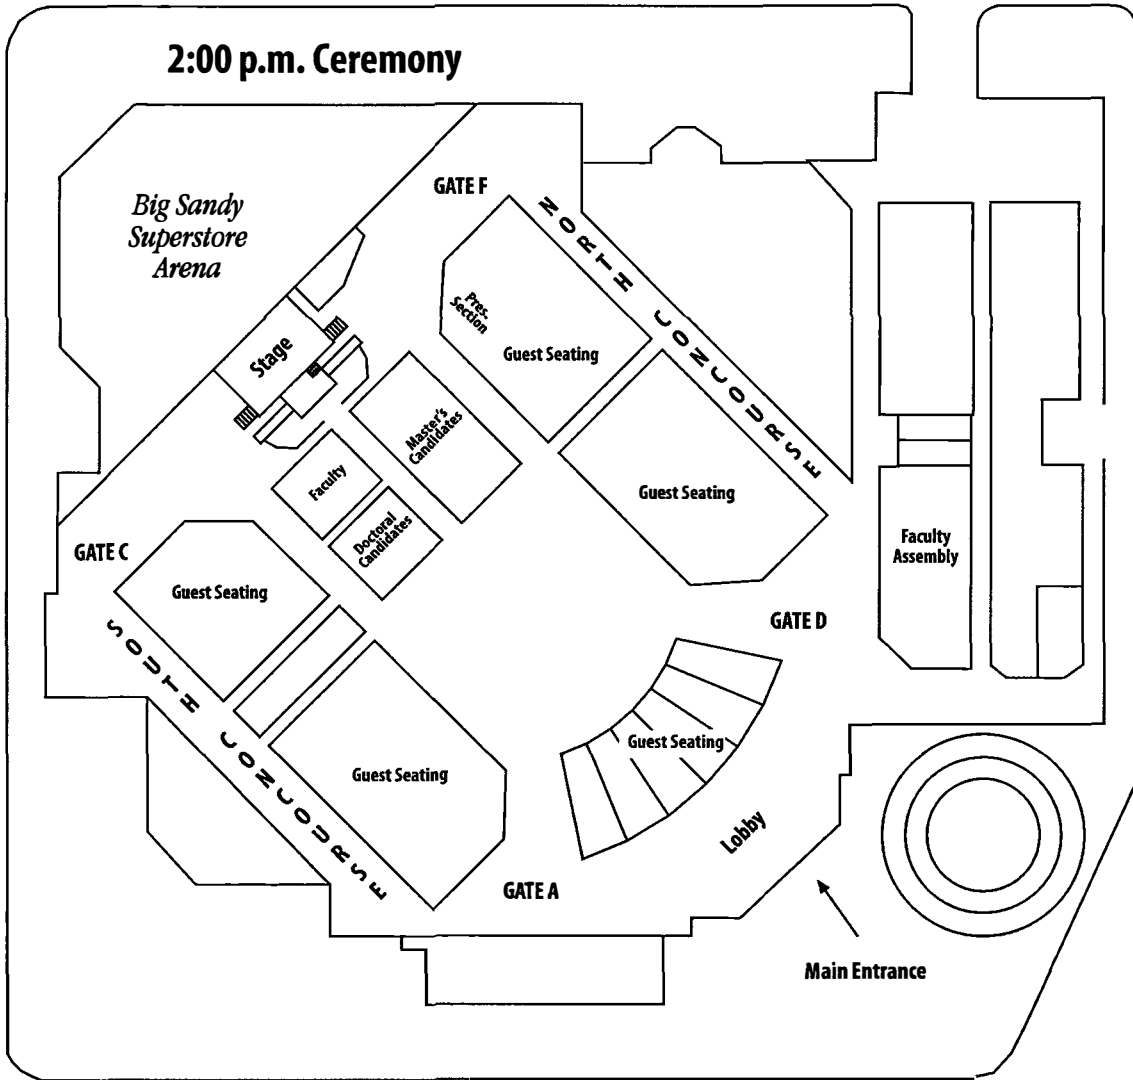 2:00 p.m. Ceremony
Big Sandy
Superstore
Arena
GATE F
NORTH CONCOURSE
Pres.
Section
Guest Seating
Stage
Master's
Candidates
Faculty
Doctoral
Candidates
Guest Seating
Faculty
Assembly
GATE C
Guest Seating
SOUTH CONCOURSE
GATE D
Guest Seating
Guest Seating
Lobby
GATE A
Main Entrance